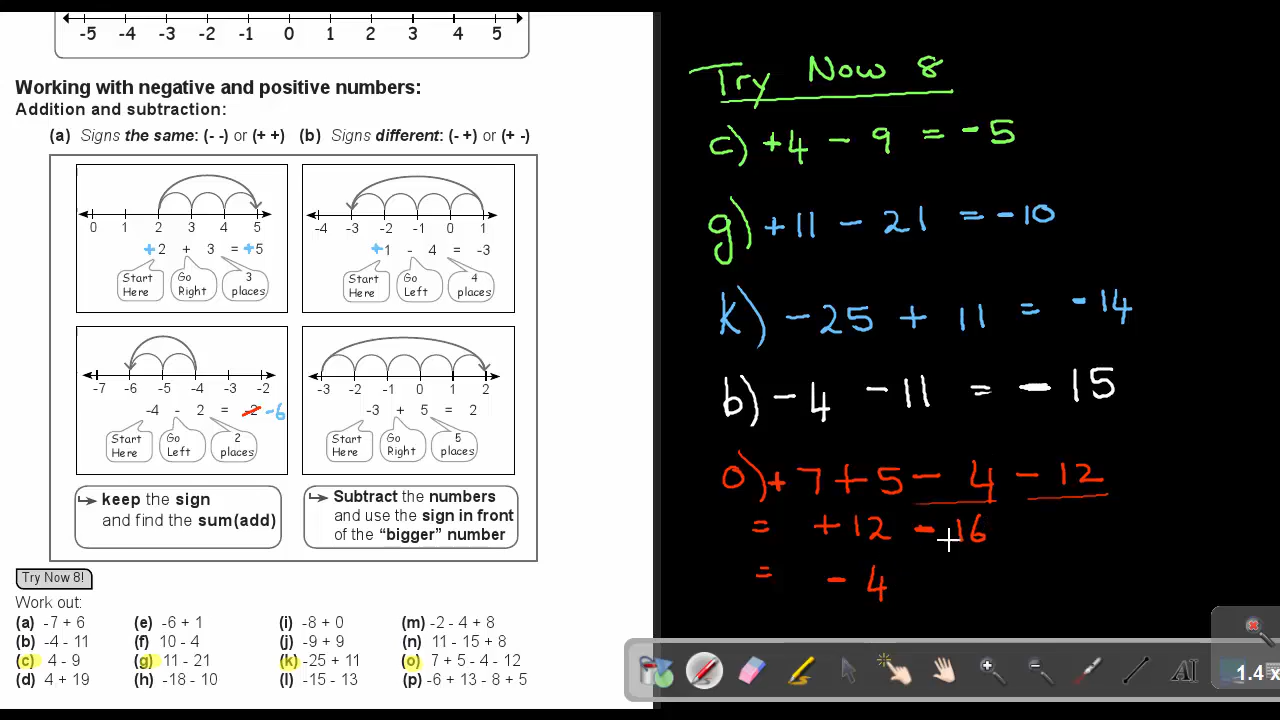 -5 -4 -3 -2 -1 0 1 2 3 4 5
Working with negative and positive numbers:
Addition and subtraction:
(a) Signs the same: (- -) or (+ +) (b) Signs different: (- +) or (+ -)
0 1 2 3 4 5
+2 + 3 = +5
Start Here
Go Right
3 places
-4 -3 -2 -1 0 1
+1 - 4 = -3
Start Here
Go Left
4 places
-7 -6 -5 -4 -3 -2
-4 - 2 = -2 -6
Start Here
Go Left
2 places
-3 -2 -1 0 1 2
-3 + 5 = 2
Start Here
Go Right
5 places
keep the sign
and find the sum(add)
Subtract the numbers
and use the sign in front
of the “bigger” number
Try Now 8!
Work out:
(a) -7 + 6 (e) -6 + 1 (i) -8 + 0 (m) -2 - 4 + 8
(b) -4 - 11 (f) 10 - 4 (j) -9 + 9 (n) 11 - 15 + 8
(c) 4 - 9 (g) 11 - 21 (k) -25 + 11 (o) 7 + 5 - 4 - 12
(d) 4 + 19 (h) -18 - 10 (l) -15 - 13 (p) -6 + 13 - 8 + 5
Try Now 8
c) +4 - 9 = -5
g) +11 - 21 = -10
k) -25 + 11 = -14
b) -4 -11 = -15
o) +7+5 - 4 - 12
= +12 -16
= - 4
AI
1.4 x